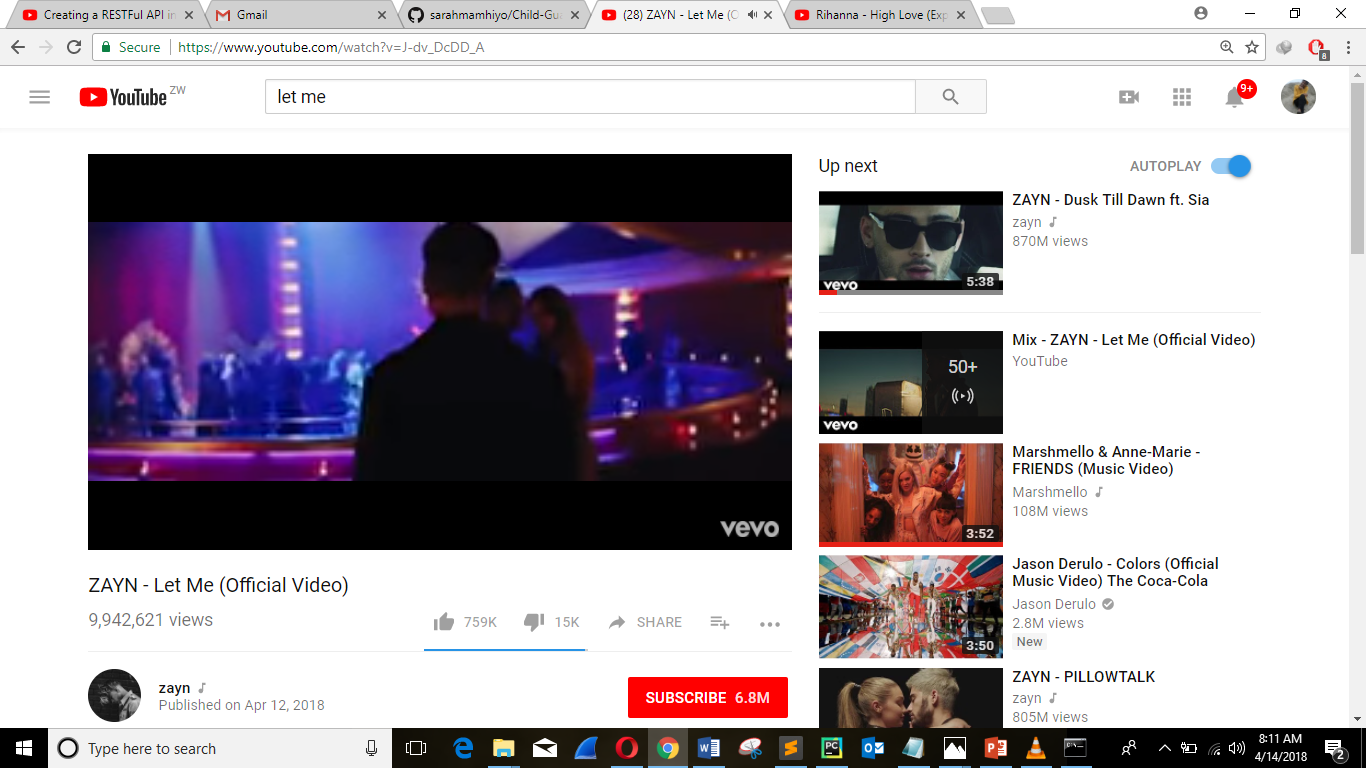 Creating a RESTFul API in
Gmail
sarahmamhiyo/Child-Gu
(28) ZAYN - Let Me (O
Rihanna - High Love (Exp
Secure
https://www.youtube.com/watch?v=J-dv_DcDD_A
8
YouTube ZW
let me
9+
vevo
ZAYN - Let Me (Official Video)
9,942,621 views
759K
15K
SHARE
zayn
Published on Apr 12, 2018
SUBSCRIBE 6.8M
Up next
AUTOPLAY
vevo
5:38
ZAYN - Dusk Till Dawn ft. Sia
zayn
870M views
50+
vevo
Mix - ZAYN - Let Me (Official Video)
YouTube
3:52
Marshmello & Anne-Marie -
FRIENDS (Music Video)
Marshmello
108M views
3:50
Jason Derulo - Colors (Official
Music Video) The Coca-Cola
Jason Derulo
2.8M views
New
ZAYN - PILLOWTALK
zayn
805M views
Type here to search
8:11 AM
4/14/2018
2